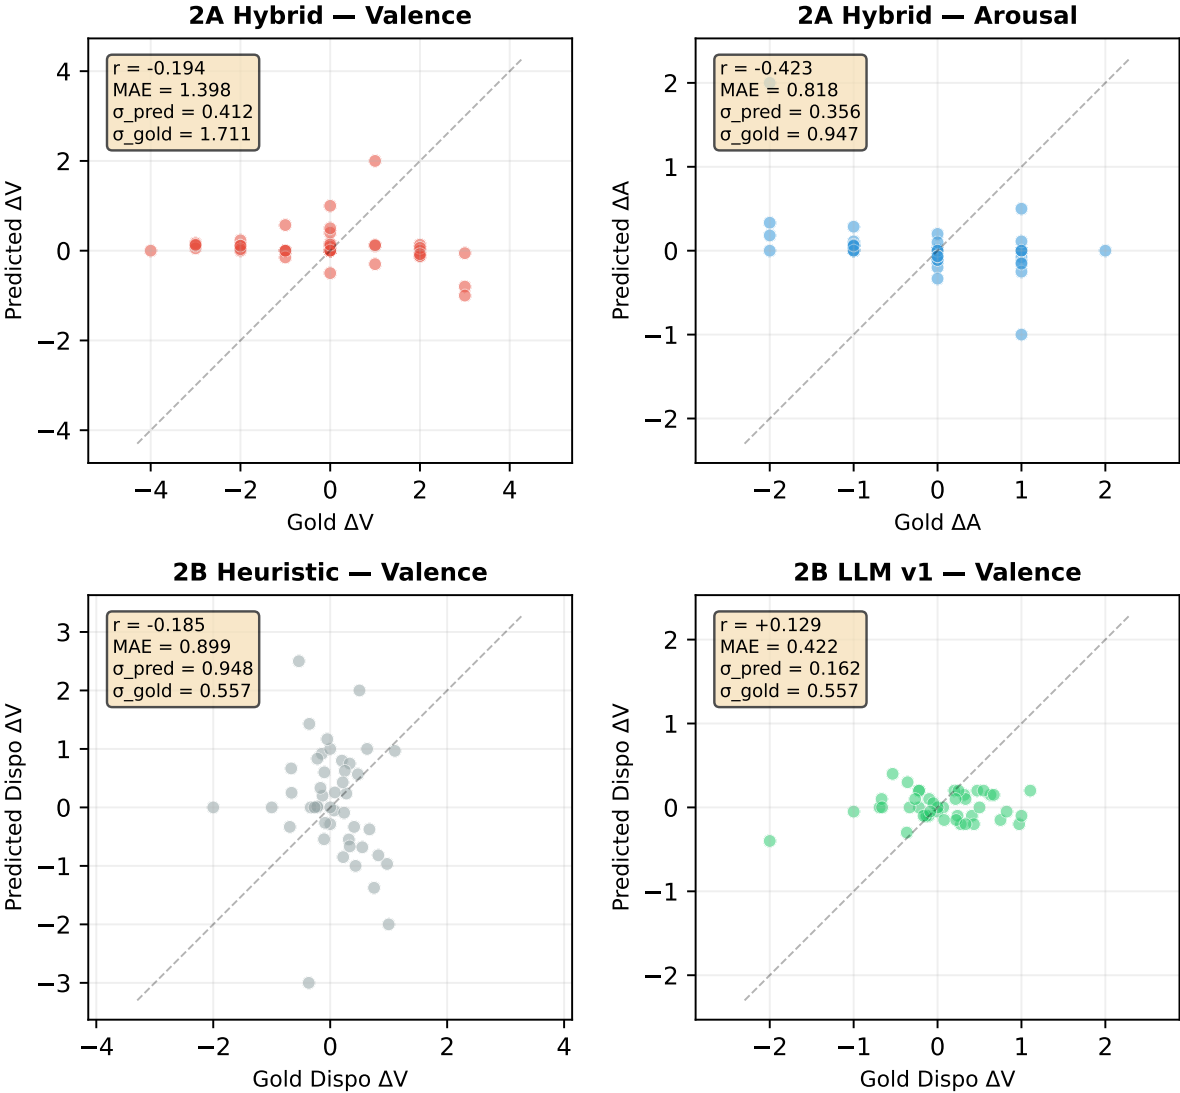 2A Hybrid — Valence
r = -0.194
MAE = 1.398
σ_pred = 0.412
σ_gold = 1.711
4
2
0
−2
−4
Predicted ΔV
−4 −2 0 2 4
Gold ΔV
2A Hybrid — Arousal
r = -0.423
MAE = 0.818
σ_pred = 0.356
σ_gold = 0.947
2
1
0
−1
−2
Predicted ΔA
−2 −1 0 1 2
Gold ΔA
2B Heuristic — Valence
r = -0.185
MAE = 0.899
σ_pred = 0.948
σ_gold = 0.557
3
2
1
0
−1
−2
−3
Predicted Dispo ΔV
−4 −2 0 2 4
Gold Dispo ΔV
2B LLM v1 — Valence
r = +0.129
MAE = 0.422
σ_pred = 0.162
σ_gold = 0.557
2
1
0
−1
−2
Predicted Dispo ΔV
−2 −1 0 1 2
Gold Dispo ΔV